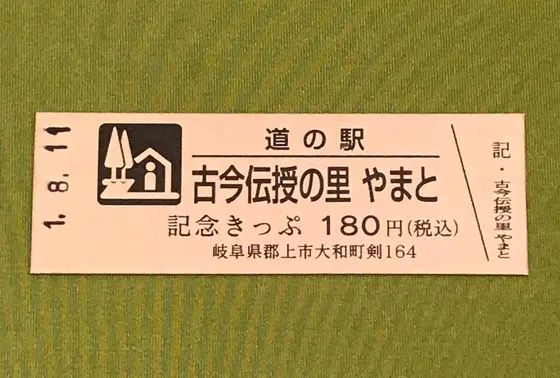 1. 8. 11
道の駅
古今伝授の里 やまと
記念きっぷ 180円(税込)
岐阜県郡上市大和町剣164
記・古今伝授の里 やまと